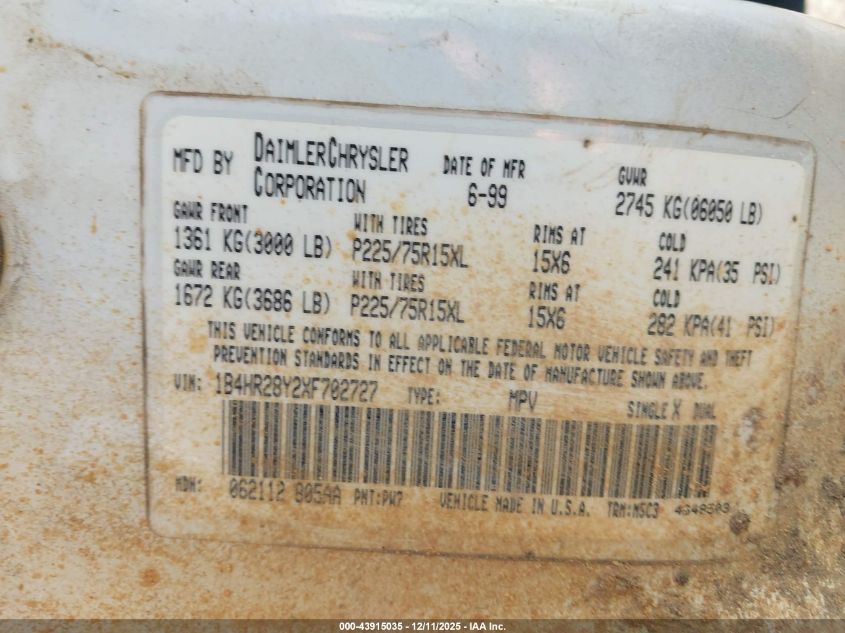 MFD BY DAIMLERCHRYSLER CORPORATION DATE OF MFR 6-99 GVWR 2745 KG(06050 LB)
GAWR FRONT WITH TIRES RIMS AT COLD
1361 KG(3000 LB) P225/75R15XL 15X6 241 KPA(35 PSI)
GAWR REAR WITH TIRES RIMS AT COLD
1672 KG(3686 LB) P225/75R15XL 15X6 282 KPA(41 PSI)
THIS VEHICLE CONFORMS TO ALL APPLICABLE FEDERAL MOTOR VEHICLE SAFETY AND THEFT
PREVENTION STANDARDS IN EFFECT ON THE DATE OF MANUFACTURE SHOWN ABOVE.
VIN: 1B4HR28Y2XF702727 TYPE: MPV SINGLE X DUAL
MDH: 062112 805AA PNT:PW7 VEHICLE MADE IN U.S.A. TRM:M5C3
000-43915035 - 12/11/2025 - IAA Inc.